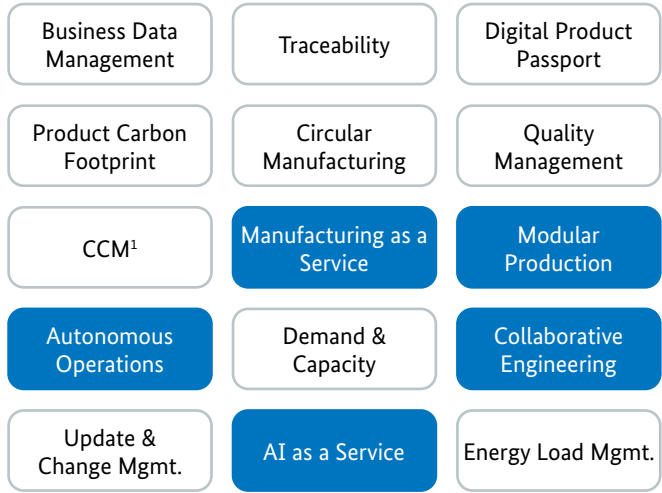 Business Data
Management
Traceability
Digital Product
Passport
Product Carbon
Footprint
Circular
Manufacturing
Quality
Management
CCM¹
Manufacturing as a
Service
Modular
Production
Autonomous
Operations
Demand &
Capacity
Collaborative
Engineering
Update &
Change Mgmt.
AI as a Service
Energy Load Mgmt.